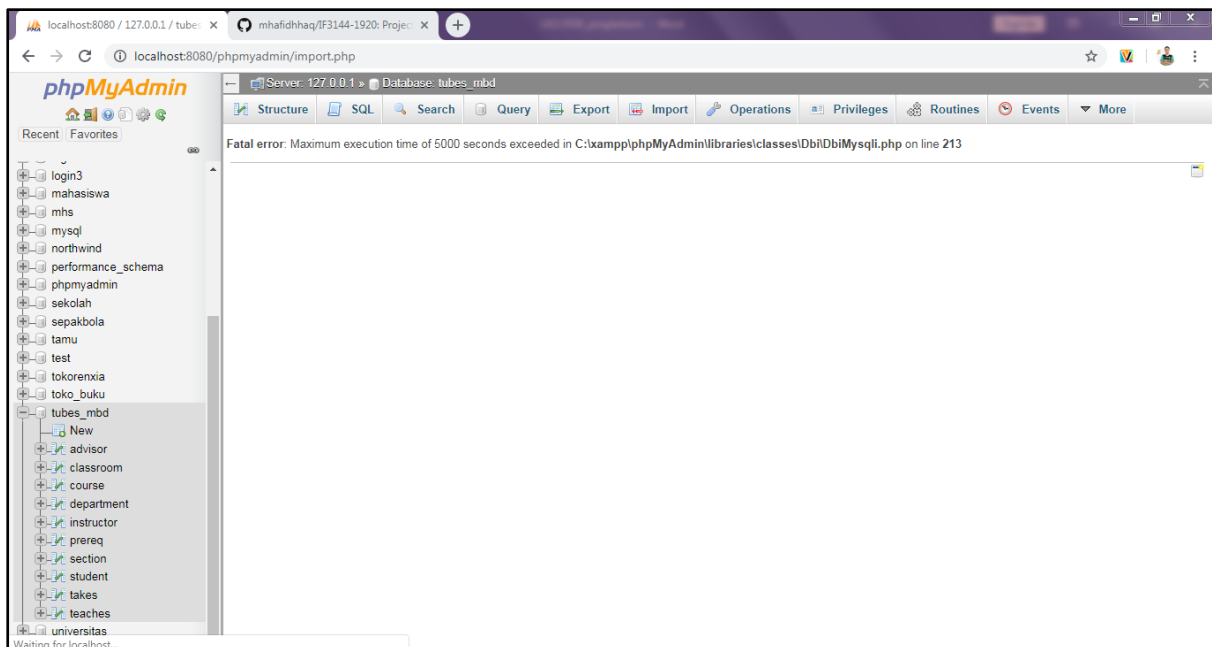 localhost:8080 / 127.0.0.1 / tubes
mhafidhhaq/IF3144-1920: Projec
localhost:8080/phpmyadmin/import.php
phpMyAdmin
Recent Favorites
Server: 127.0.0.1 » Database: tubes_mbd
Structure SQL Search Query Export Import Operations Privileges Routines Events More
Fatal error: Maximum execution time of 5000 seconds exceeded in C:\xampp\phpMyAdmin\libraries\classes\Dbi\DbiMysqli.php on line 213
login3
mahasiswa
mhs
mysql
northwind
performance_schema
phpmyadmin
sekolah
sepakbola
tamu
test
tokorenxia
toko_buku
tubes_mbd
New
advisor
classroom
course
department
instructor
prereq
section
student
takes
teaches
universitas
Waiting for localhost...